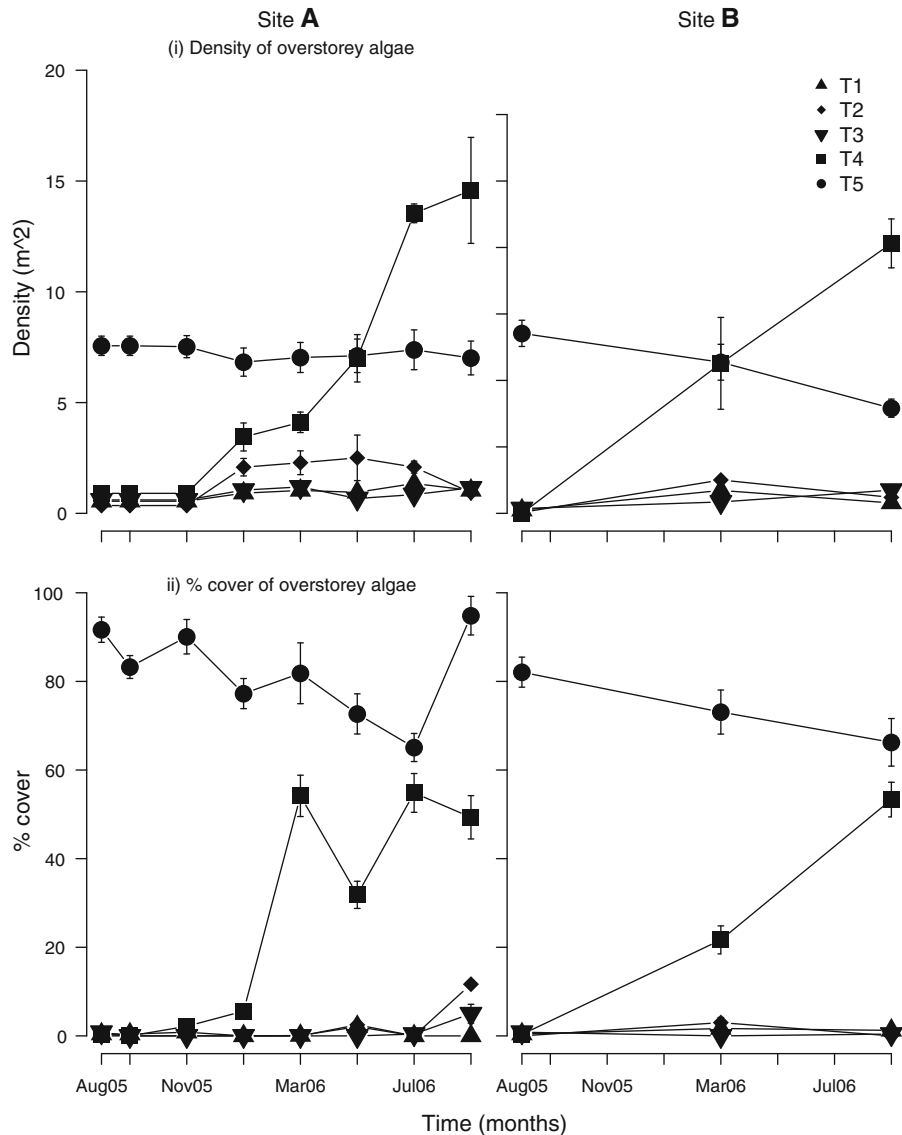 Site A
Site B
(i) Density of overstorey algae
20
15
10
5
0
Density (m^2)
T1
T2
T3
T4
T5
ii) % cover of overstorey algae
100
80
60
40
20
0
% cover
Aug05
Nov05
Mar06
Jul06
Aug05
Nov05
Mar06
Jul06
Time (months)